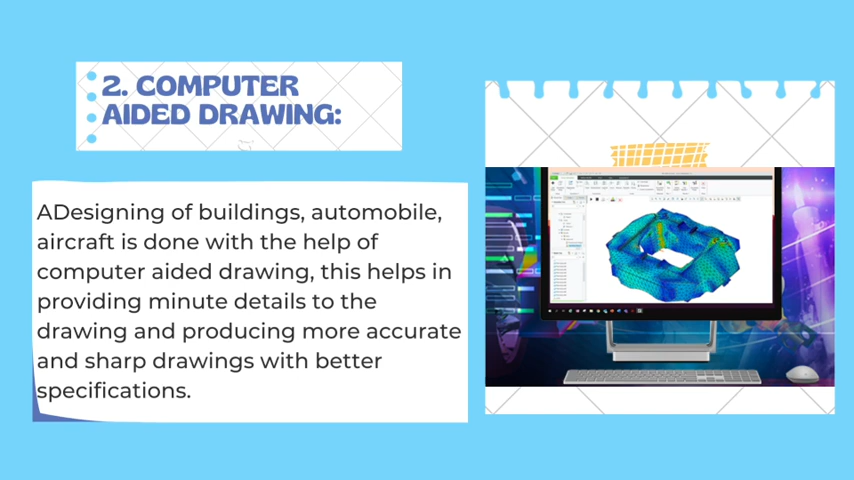 2. COMPUTER
AIDED DRAWING:
ADesigning of buildings, automobile,
aircraft is done with the help of
computer aided drawing, this helps in
providing minute details to the
drawing and producing more accurate
and sharp drawings with better
specifications.